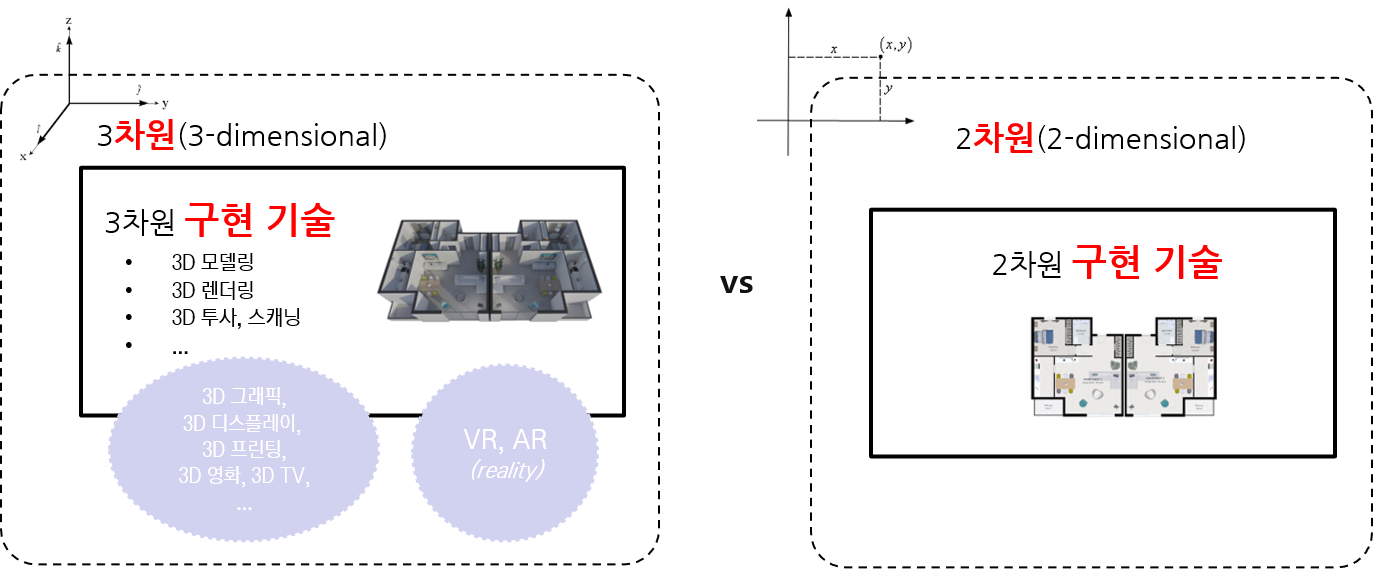 z
k
j
y
i
x
3차원(3-dimensional)
3차원 구현 기술
• 3D 모델링
• 3D 렌더링
• 3D 투사, 스캐닝
• ...
3D 그래픽,
3D 디스플레이,
3D 프린팅,
3D 영화, 3D TV,
...
VR, AR
(reality)
vs
x
(x,y)
y
2차원(2-dimensional)
2차원 구현 기술